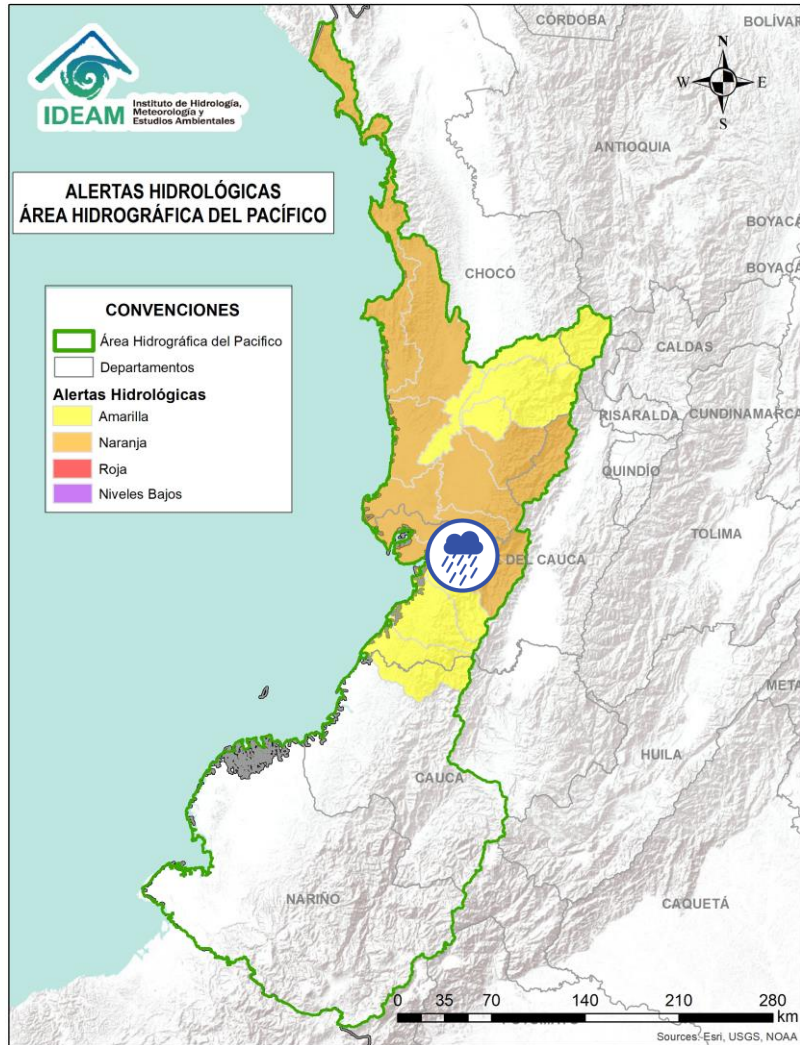 CÓRDOBA
BOLÍVAR
N
W
E
S
IDEAM
Instituto de Hidrología,
Meteorología y
Estudios Ambientales
ANTIOQUIA
ALERTAS HIDROLÓGICAS
ÁREA HIDROGRÁFICA DEL PACÍFICO
BOYACÁ
BOYACÁ
CHOCÓ
CONVENCIONES
Área Hidrográfica del Pacifico
Departamentos
Alertas Hidrológicas
Amarilla
Naranja
Roja
Niveles Bajos
CALDAS
RISARALDA
CUNDINAMARCA
QUINDÍO
TOLIMA
DEL CAUCA
META
HUILA
CAUCA
NARIÑO
CAQUETÁ
0 35 70 140 210 280
km
Sources: Esri, USGS, NOAA